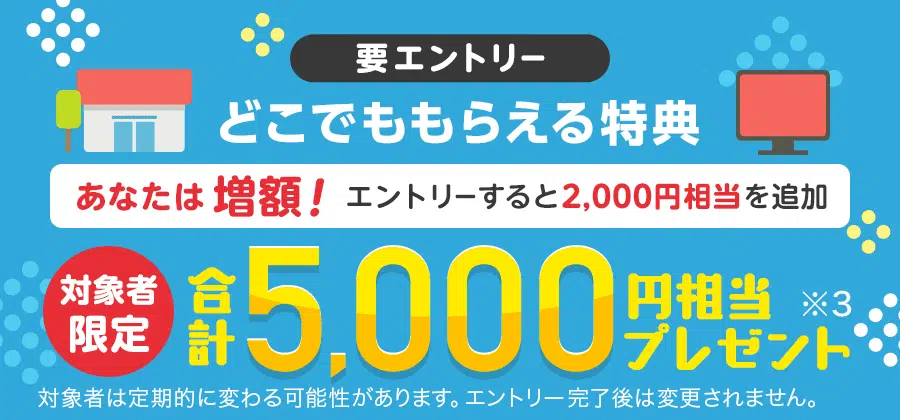 要エントリー
どこでももらえる特典
あなたは増額! エントリーすると2,000円相当を追加
対象者限定
合計5,000円相当プレゼント ※3
対象者は定期的に変わる可能性があります。エントリー完了後は変更されません。